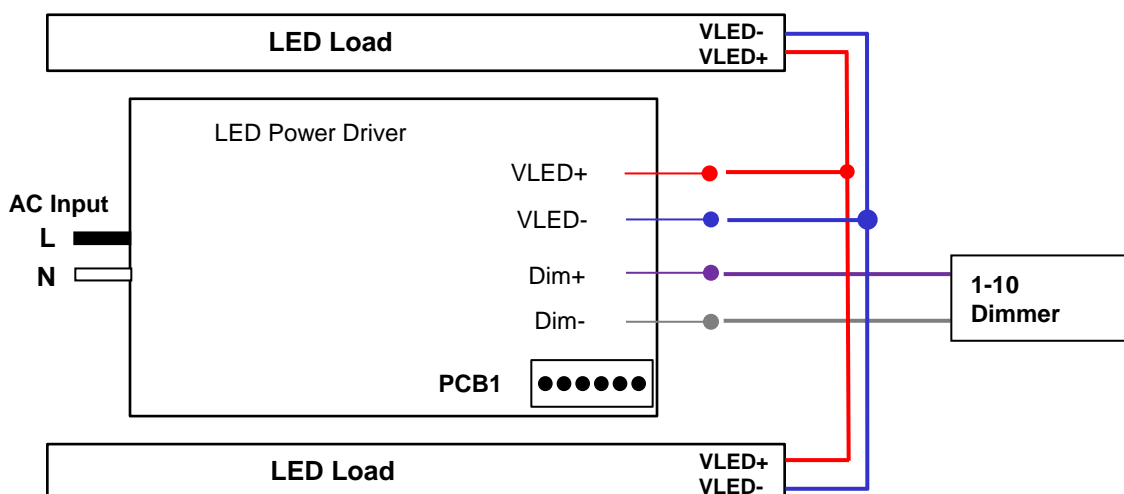 LED Load
VLED-
VLED+
LED Power Driver
VLED+
AC Input
VLED-
L
N
Dim+
1-10
Dimmer
Dim-
PCB1
LED Load
VLED+
VLED-